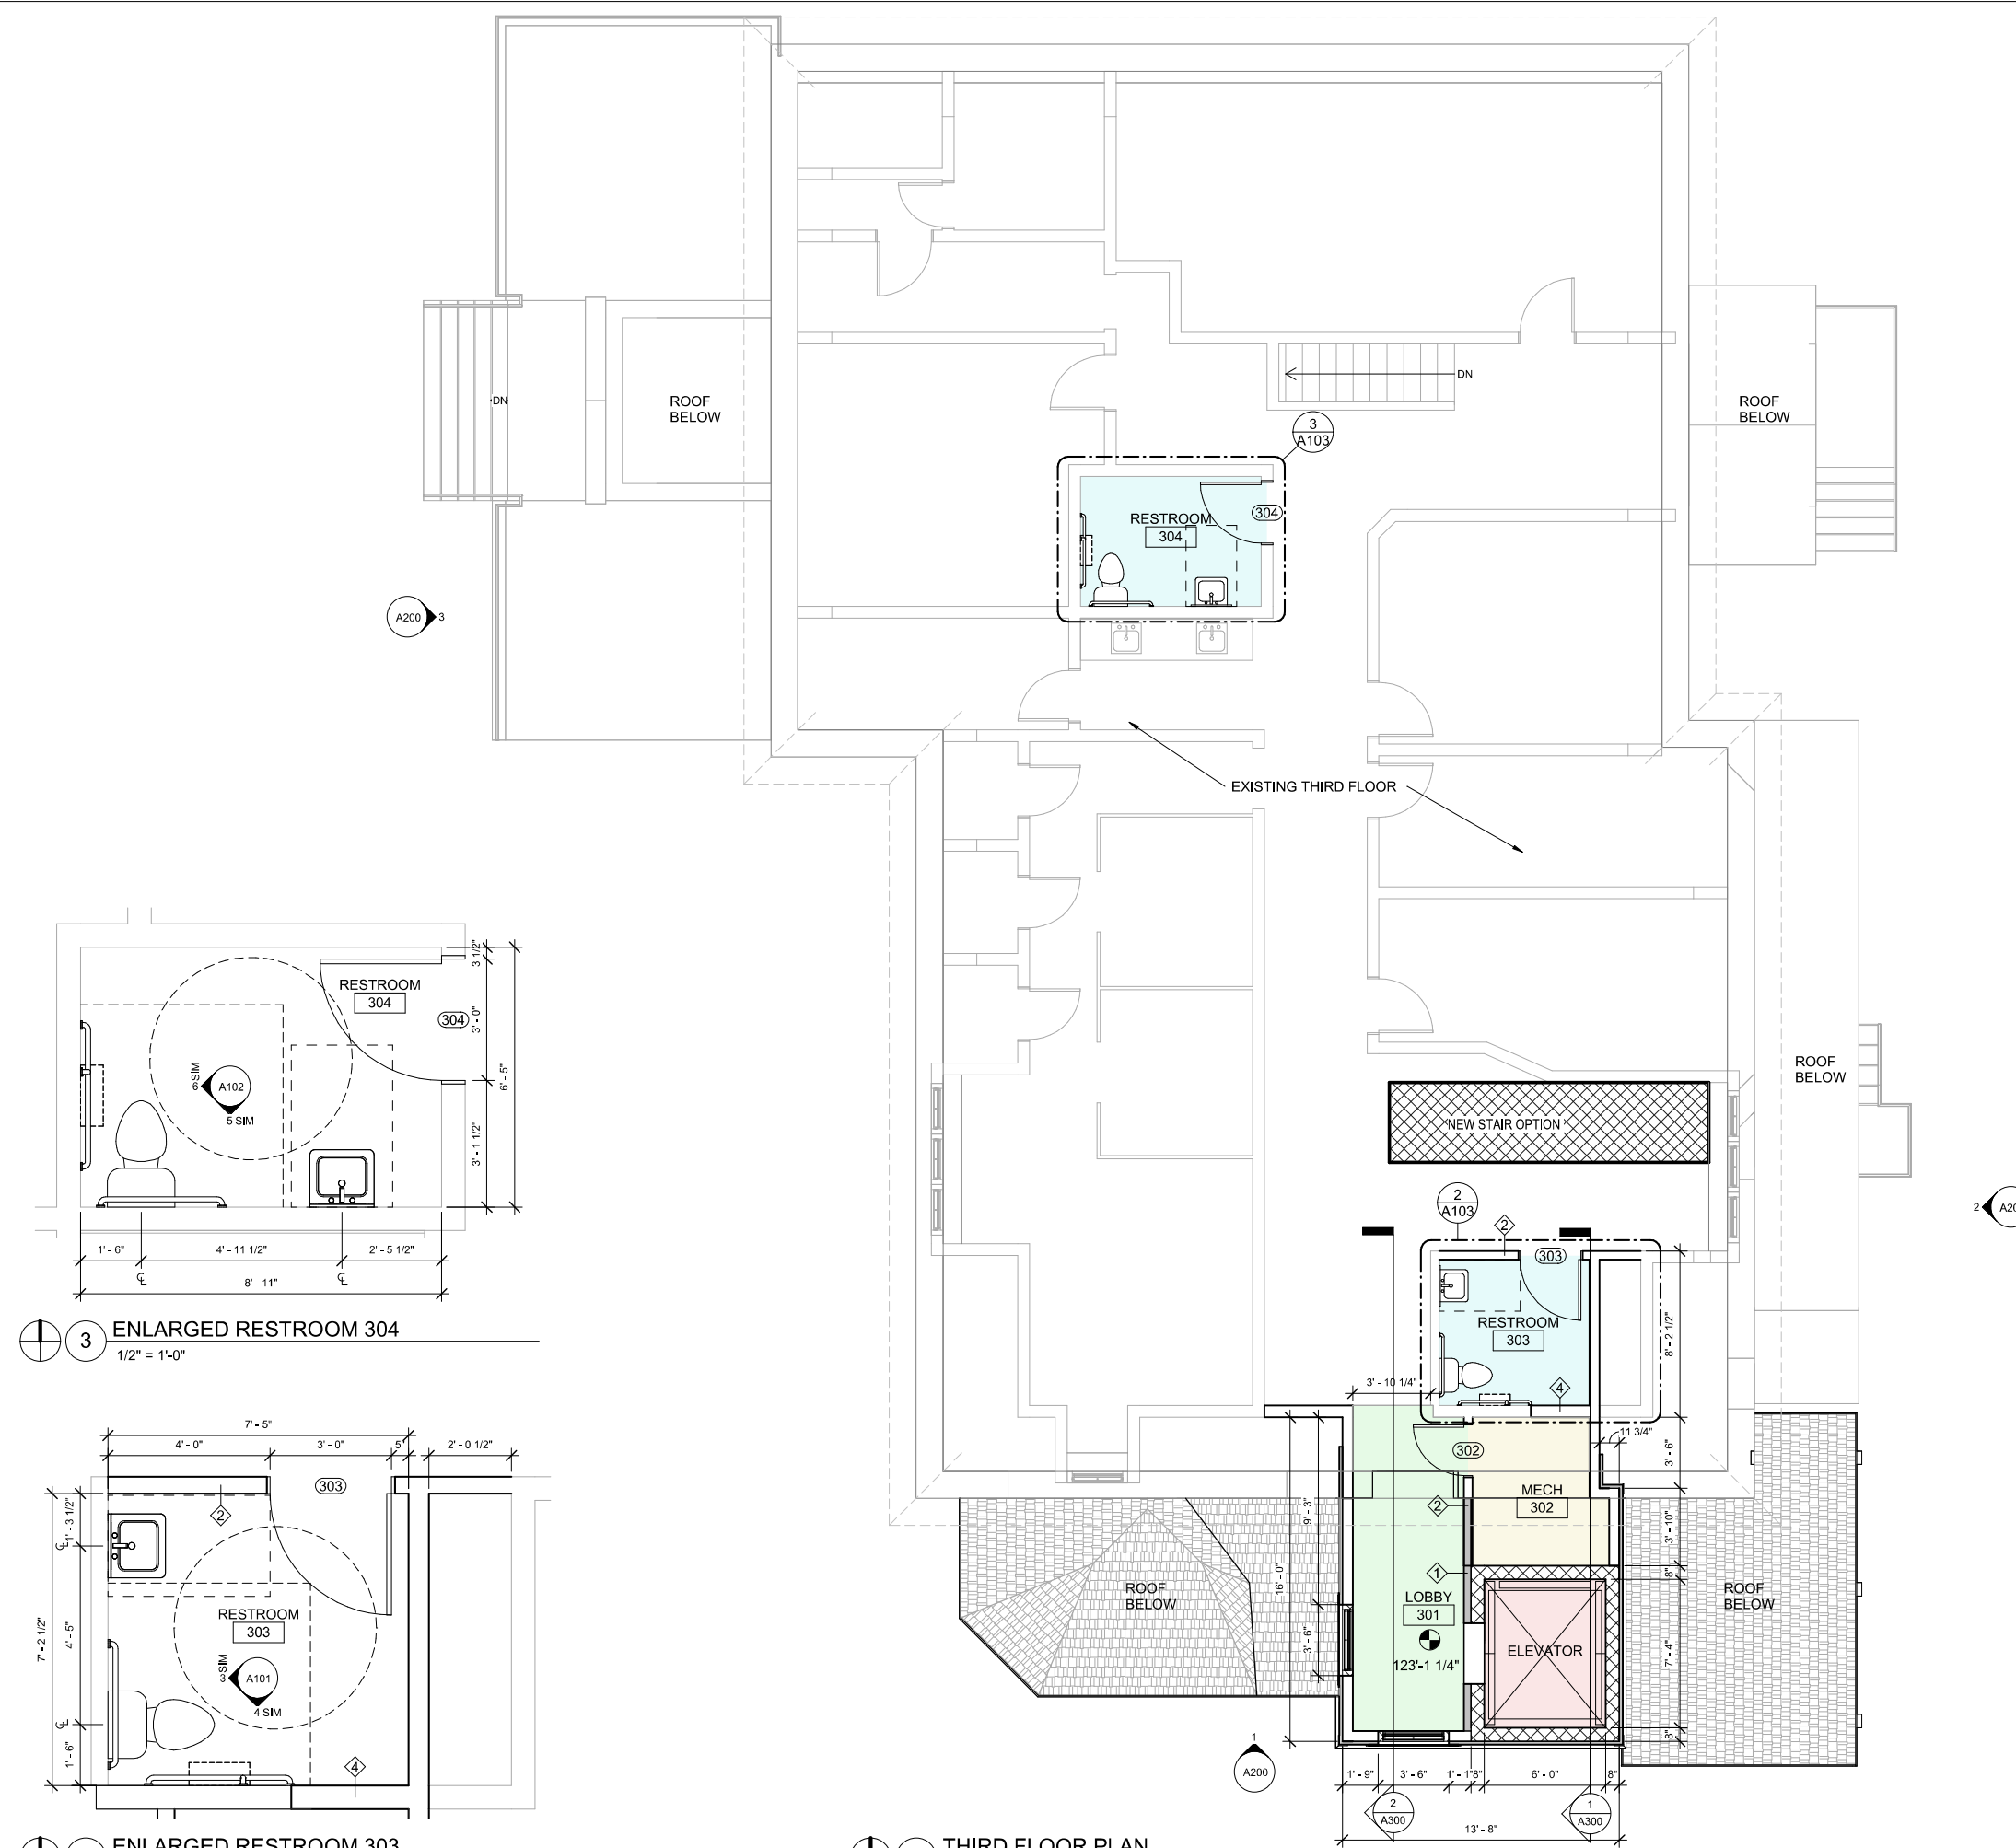 ROOF
BELOW
DN
DN
3
A103
ROOF
BELOW
RESTROOM
304
304
A200
3
EXISTING THIRD FLOOR
ROOF
BELOW
NEW STAIR OPTION
2
A103
2
303
RESTROOM
303
4
8' - 2 1/2"
3' - 10 1/4"
302
11 3/4"
3' - 6"
MECH
302
2
9' - 3"
3' - 10"
16' - 0"
1
8"
LOBBY
301
123'-1 1/4"
ELEVATOR
3' - 6"
7' - 4"
8"
ROOF
BELOW
ROOF
BELOW
1
A200
1' - 9"
3' - 6"
1' - 1"
8"
6' - 0"
8"
2
A300
1
A300
13' - 8"
THIRD FLOOR PLAN
2
RESTROOM
304
304
3 1/2"
3' - 0"
6' - 5"
3' - 1 1/2"
6 SIM
A102
5 SIM
1' - 6"
4' - 11 1/2"
2' - 5 1/2"
8' - 11"
3
ENLARGED RESTROOM 304
1/2" = 1'-0"
7' - 5"
4' - 0"
3' - 0"
5"
2' - 0 1/2"
303
2
1' - 3 1/2"
7' - 2 1/2"
4' - 5"
1' - 6"
RESTROOM
303
3 SIM
A101
4 SIM
4
ENLARGED RESTROOM 303